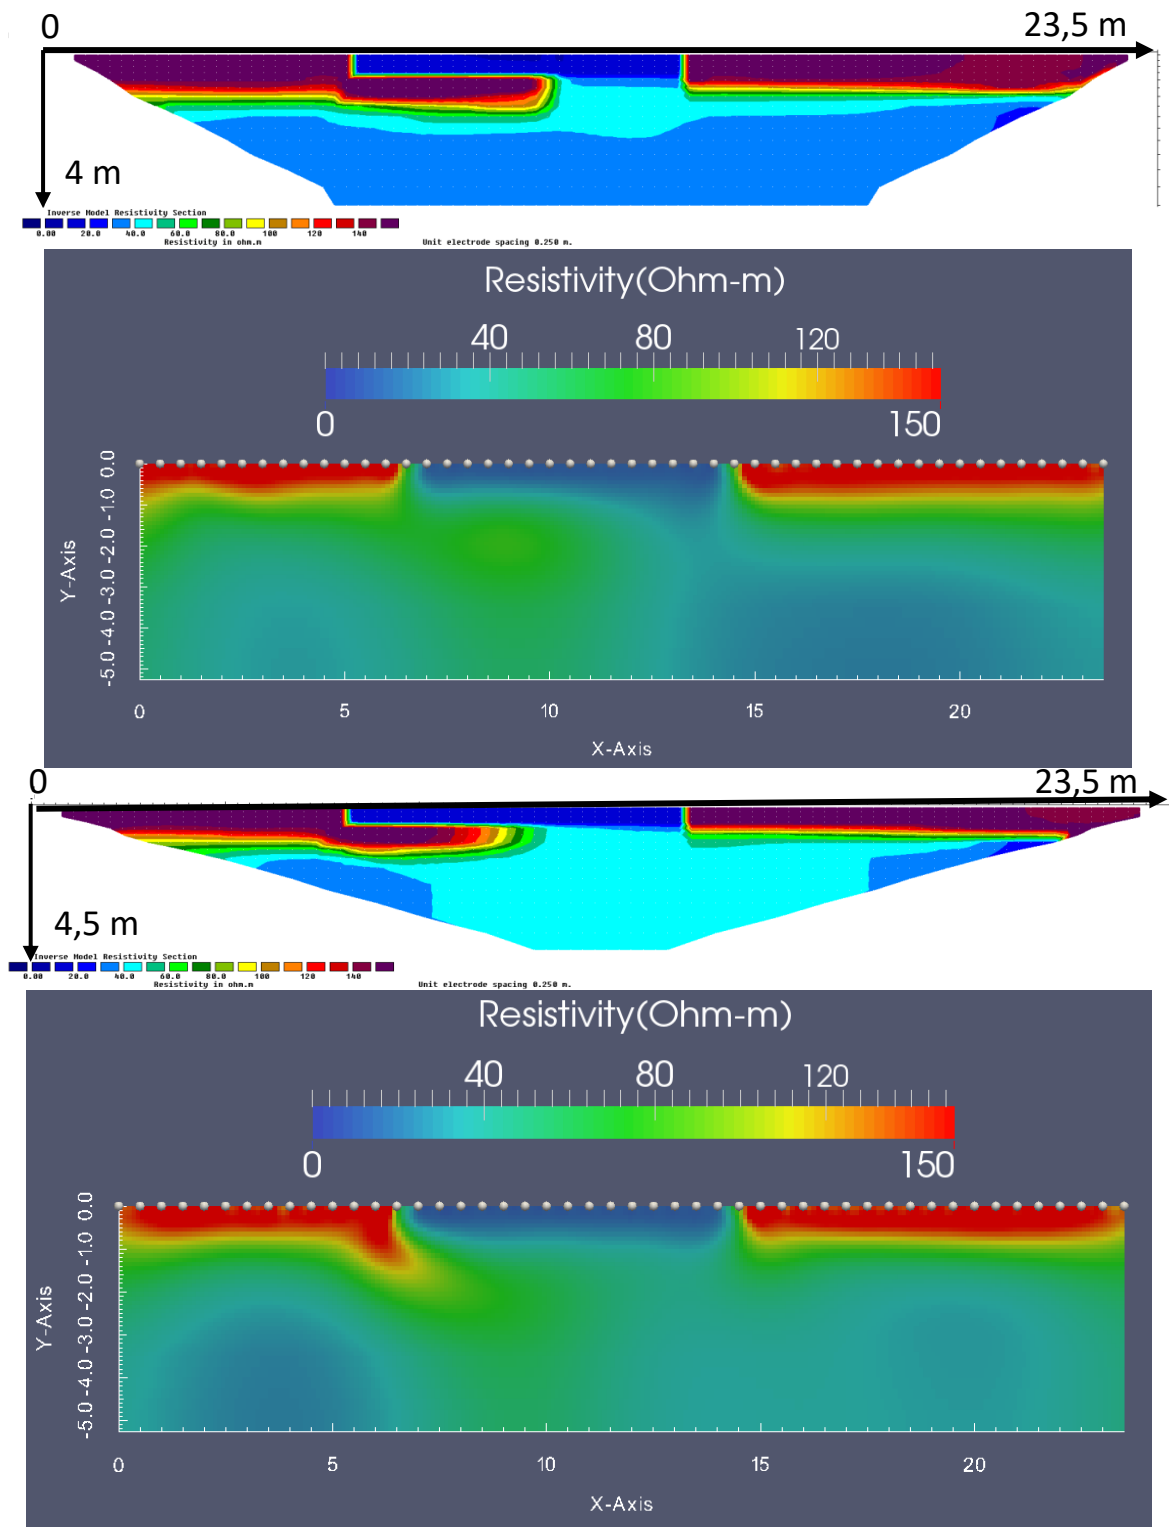 0 23,5 m
4 m
Inverse Model Resistivity Section
0.00 20.0 40.0 60.0 80.0 100 120 140
Resistivity in ohm.m Unit electrode spacing 0.250 m.
Resistivity(Ohm-m)
40 80 120
0 150
Y-Axis
0.0
-1.0
-2.0
-3.0
-4.0
-5.0
0 5 10 15 20
X-Axis
0 23,5 m
4,5 m
Inverse Model Resistivity Section
0.00 20.0 40.0 60.0 80.0 100 120 140
Resistivity in ohm.m Unit electrode spacing 0.250 m.
Resistivity(Ohm-m)
40 80 120
0 150
Y-Axis
0.0
-1.0
-2.0
-3.0
-4.0
-5.0
0 5 10 15 20
X-Axis